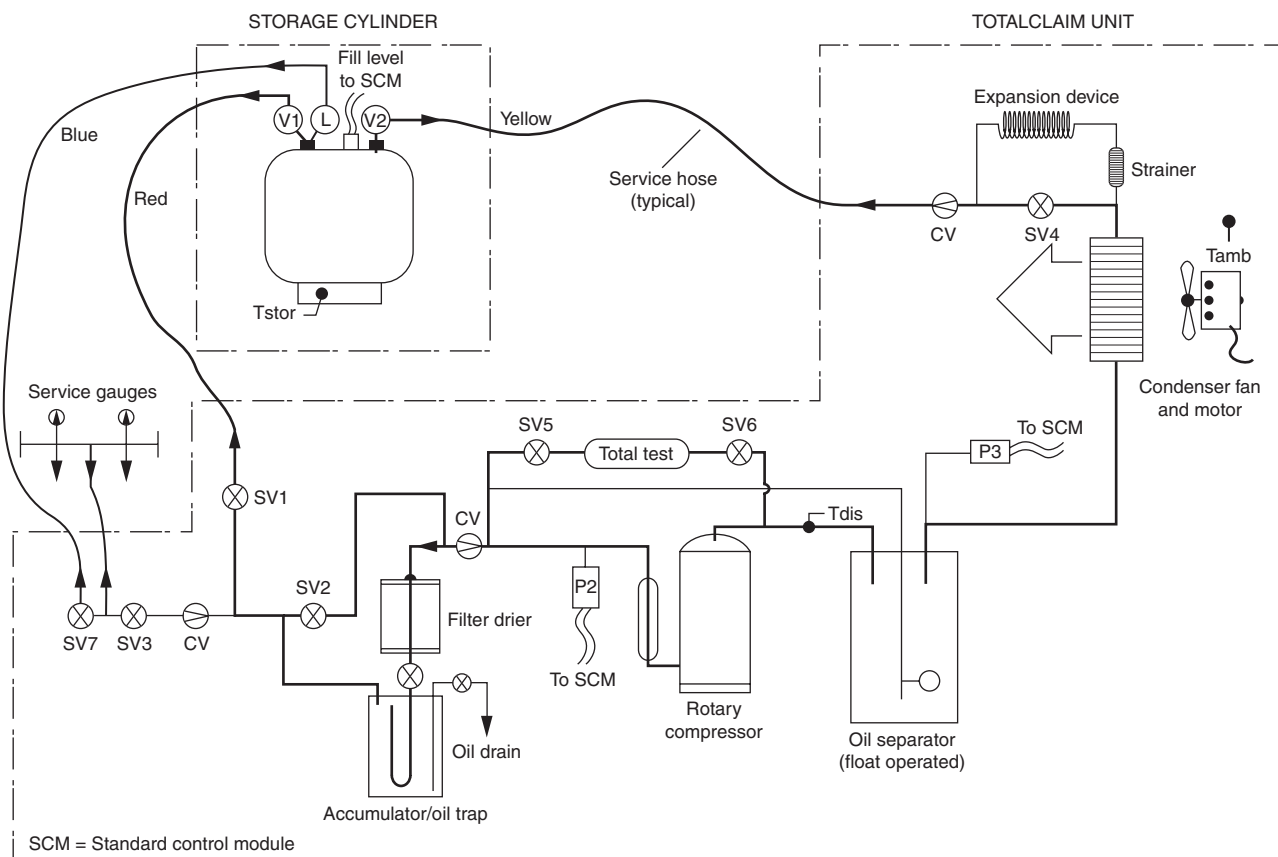 STORAGE CYLINDER
TOTALCLAIM UNIT
Fill level
to SCM
V1
L
V2
Yellow
Blue
Red
Service hose
(typical)
Expansion device
Strainer
CV
SV4
Tamb
Tstor
Condenser fan
and motor
Service gauges
SV1
SV5
Total test
SV6
To SCM
P3
CV
Tdis
SV2
P2
Filter drier
SV7
SV3
CV
To SCM
Rotary
compressor
Oil separator
(float operated)
Oil drain
Accumulator/oil trap
SCM = Standard control module